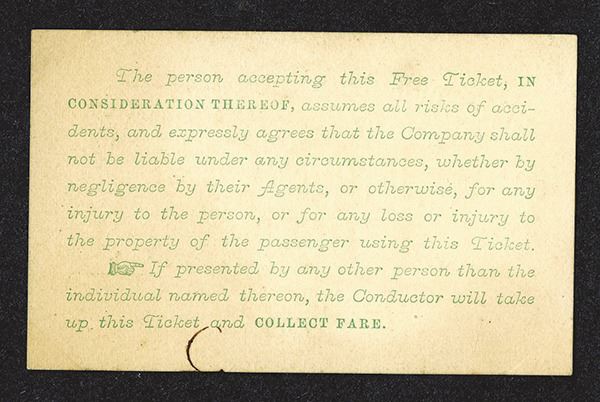 The person accepting this Free Ticket, IN
CONSIDERATION THEREOF, assumes all risks of acci-
dents, and expressly agrees that the Company shall
not be liable under any circumstances, whether by
negligence by their Agents, or otherwise, for any
injury to the person, or for any loss or injury to
the property of the passenger using this Ticket.
☞ If presented by any other person than the
individual named thereon, the Conductor will take
up this Ticket and COLLECT FARE.